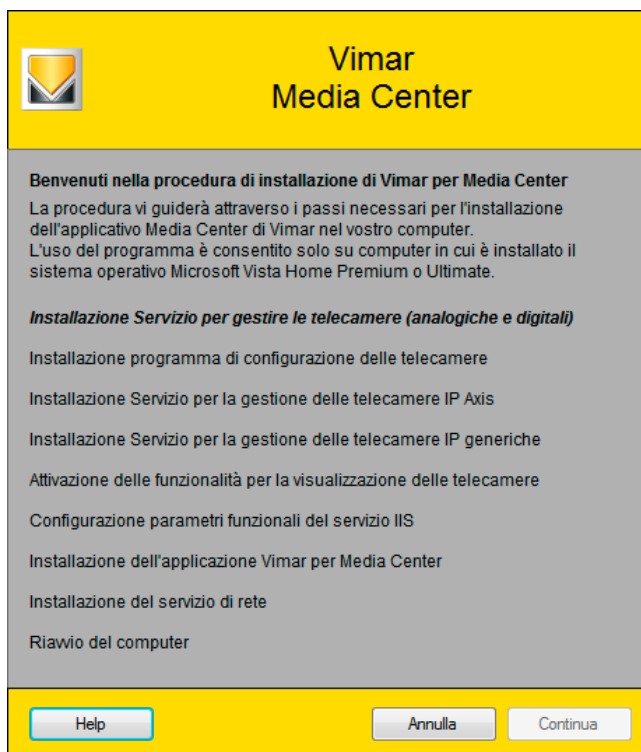 Vimar
Media Center
Benvenuti nella procedura di installazione di Vimar per Media Center
La procedura vi guiderà attraverso i passi necessari per l'installazione
dell'applicativo Media Center di Vimar nel vostro computer.
L'uso del programma è consentito solo su computer in cui è installato il
sistema operativo Microsoft Vista Home Premium o Ultimate.
Installazione Servizio per gestire le telecamere (analogiche e digitali)
Installazione programma di configurazione delle telecamere
Installazione Servizio per la gestione delle telecamere IP Axis
Installazione Servizio per la gestione delle telecamere IP generiche
Attivazione delle funzionalità per la visualizzazione delle telecamere
Configurazione parametri funzionali del servizio IIS
Installazione dell'applicazione Vimar per Media Center
Installazione del servizio di rete
Riavvio del computer
Help
Annulla
Continua